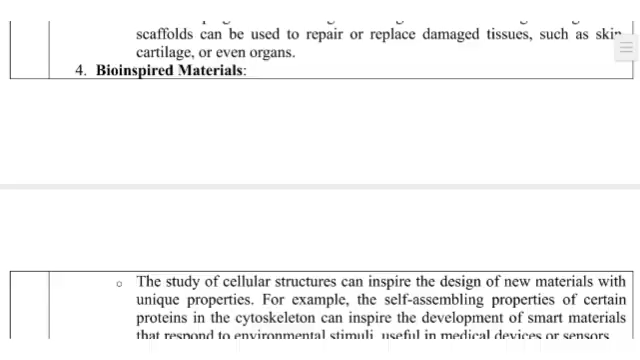 scaffolds can be used to repair or replace damaged tissues, such as skin,
cartilage, or even organs.
4. Bioinspired Materials:
o The study of cellular structures can inspire the design of new materials with
unique properties. For example, the self-assembling properties of certain
proteins in the cytoskeleton can inspire the development of smart materials
that respond to environmental stimuli, useful in medical devices or sensors.